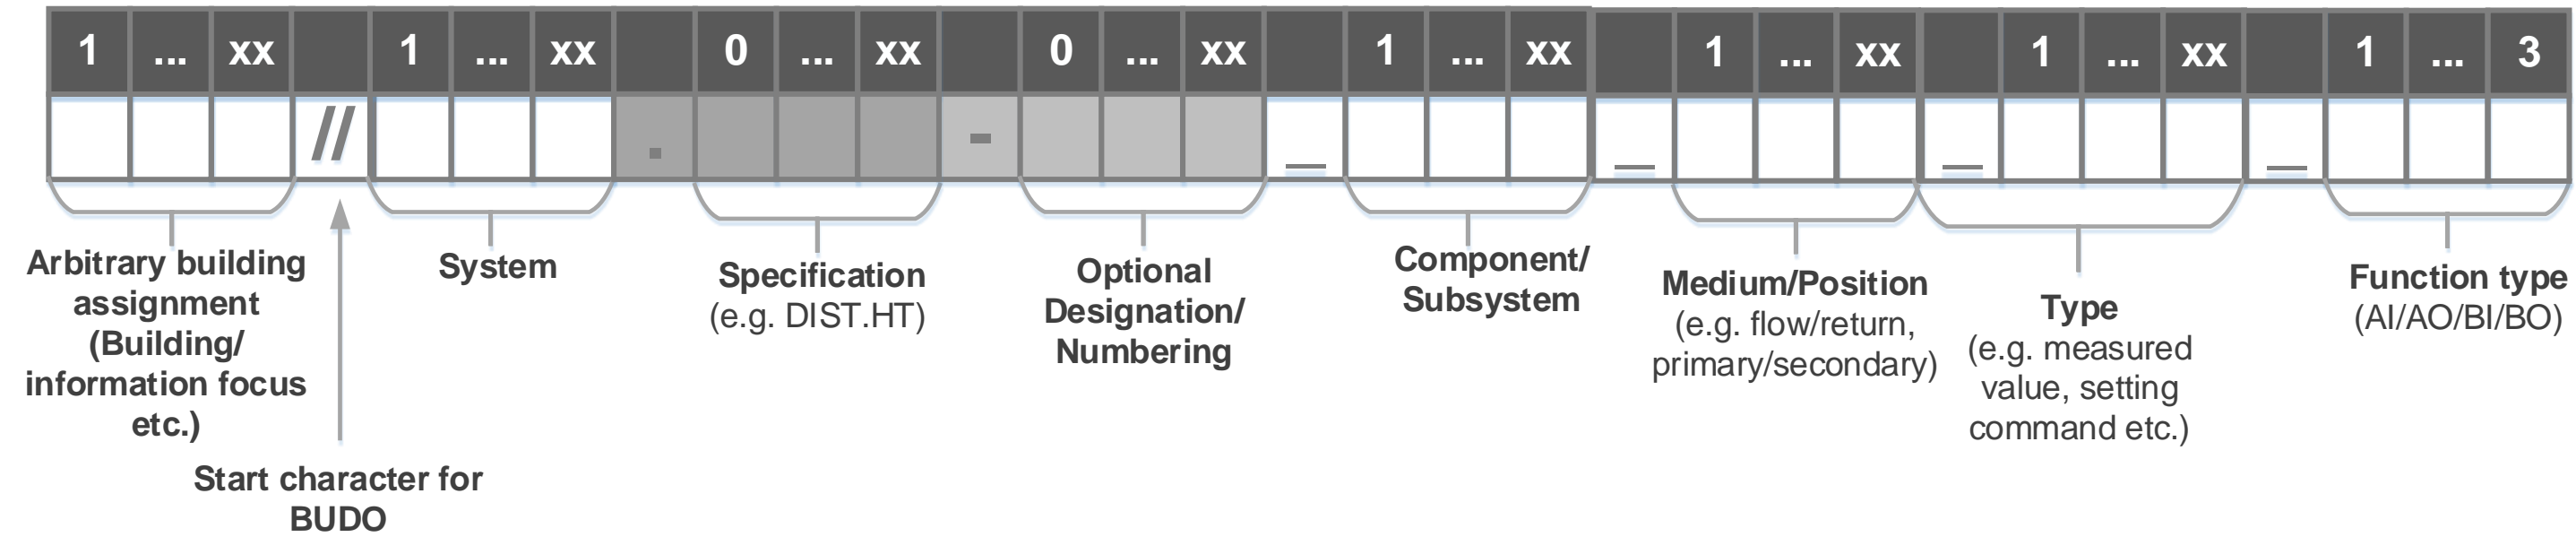 1 ... xx 1 ... xx 0 ... xx 0 ... xx 1 ... xx 1 ... xx 1 ... xx 1 ... 3
// . - _ _ _ _
Arbitrary building
assignment
(Building/
information focus
etc.)
Start character for
BUDO
System
Specification
(e.g. DIST.HT)
Optional
Designation/
Numbering
Component/
Subsystem
Medium/Position
(e.g. flow/return,
primary/secondary)
Type
(e.g. measured
value, setting
command etc.)
Function type
(AI/AO/BI/BO)